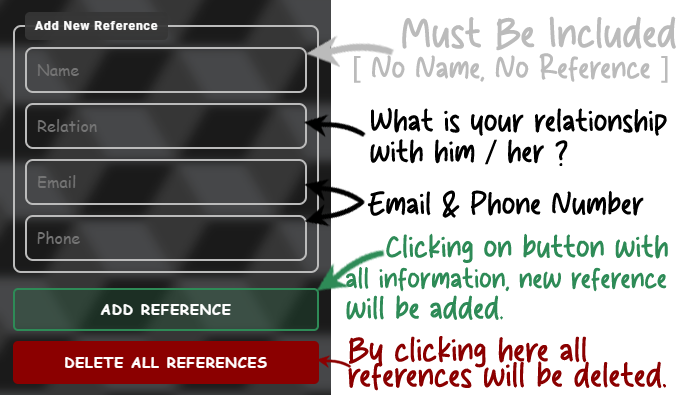 Add New Reference
Name
Must Be Included
[ No Name, No Reference ]
Relation
What is your relationship
with him / her ?
Email
Email & Phone Number
Phone
Clicking on button with
all information, new reference
will be added.
ADD REFERENCE
DELETE ALL REFERENCES
By clicking here all
references will be deleted.